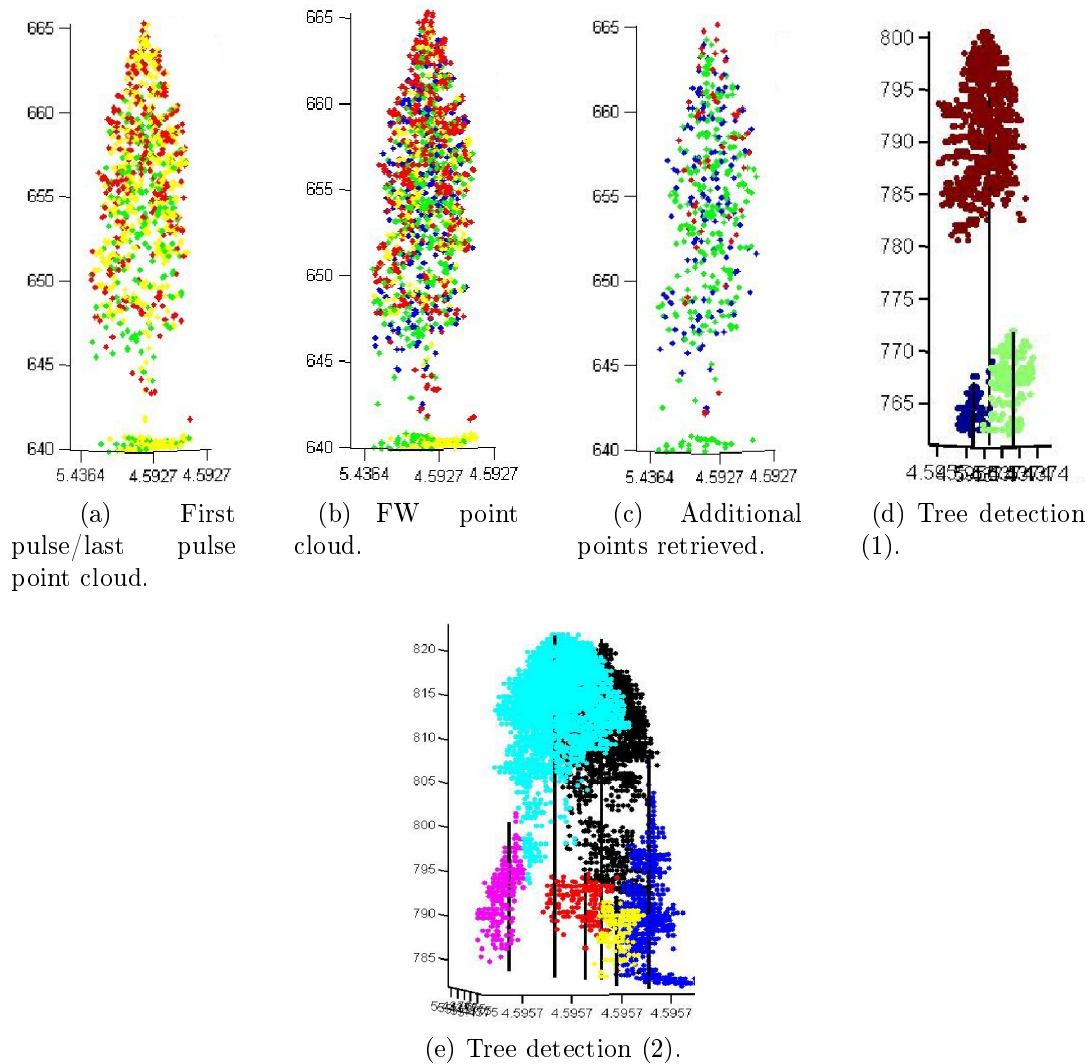 665
660
655
650
645
640
5.4364 4.5927 4.5927
665
660
655
650
645
640
5.4364 4.5927 4.5927
665
660
655
650
645
640
5.4364 4.5927 4.5927
800
795
790
785
780
775
770
765
(a) First
pulse/last pulse
point cloud.
(b) FW point
cloud.
(c) Additional
points retrieved.
(d) Tree detection
(1).
820
815
810
805
800
795
790
785
4.5957 4.5957 4.5957 4.5957
(e) Tree detection (2).